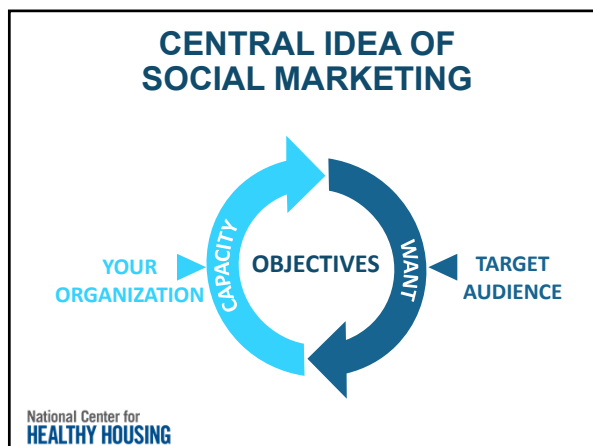 CENTRAL IDEA OF
SOCIAL MARKETING
YOUR
ORGANIZATION
CAPACITY
OBJECTIVES
WANT
TARGET
AUDIENCE
National Center for
HEALTHY HOUSING